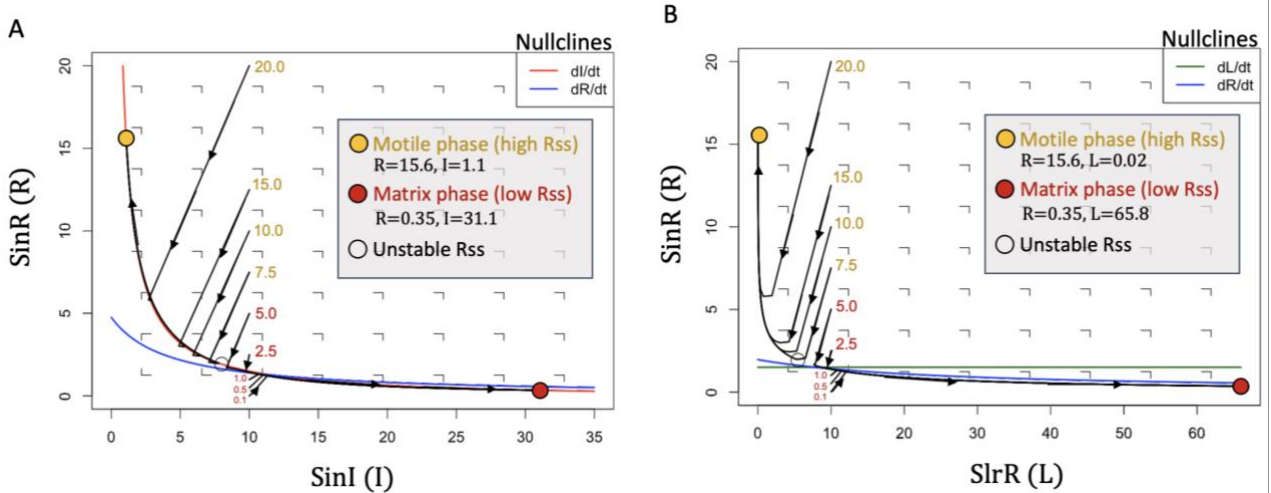 A
Nullclines
dI/dt
dR/dt
20.0
15.0
10.0
7.5
5.0
2.5
1.0
0.5
0.1
Motile phase (high Rss)
R=15.6, I=1.1
Matrix phase (low Rss)
R=0.35, I=31.1
Unstable Rss
20
15
10
5
0
SinR (R)
0 5 10 15 20 25 30 35
SinI (I)
B
Nullclines
dL/dt
dR/dt
20.0
15.0
10.0
7.5
5.0
2.5
1.0
0.5
0.1
Motile phase (high Rss)
R=15.6, L=0.02
Matrix phase (low Rss)
R=0.35, L=65.8
Unstable Rss
20
15
10
5
0
SinR (R)
0 10 20 30 40 50 60
SlrR (L)